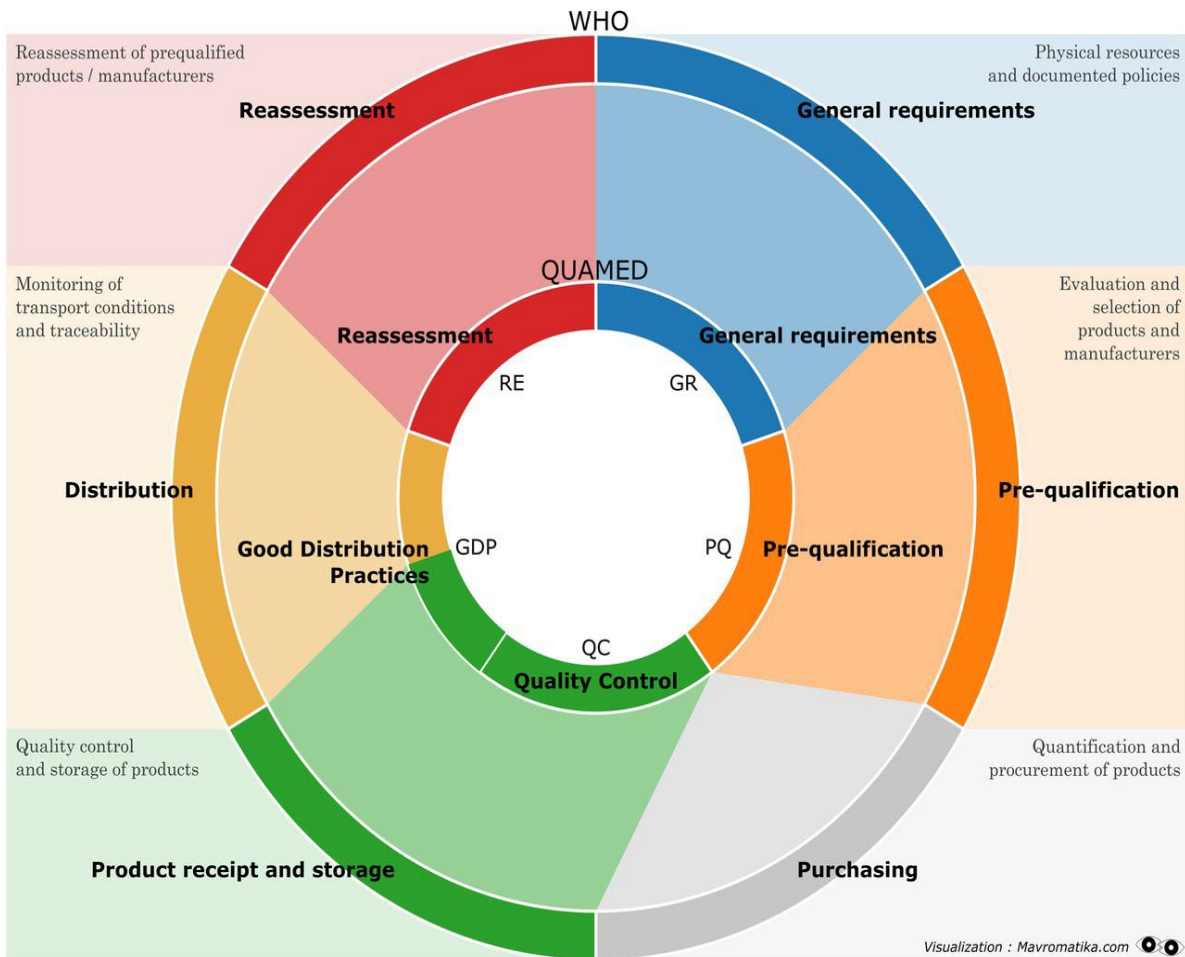 WHO
Reassessment of prequalified
products / manufacturers
Physical resources
and documented policies
Reassessment
General requirements
QUAMED
Monitoring of
transport conditions
and traceability
Evaluation and
selection of
products and
manufacturers
Reassessment
General requirements
RE
GR
Distribution
Pre-qualification
Good Distribution
Practices
GDP
PQ
Pre-qualification
QC
Quality Control
Quality control
and storage of products
Quantification and
procurement of products
Product receipt and storage
Purchasing
Visualization : Mavromatika.com